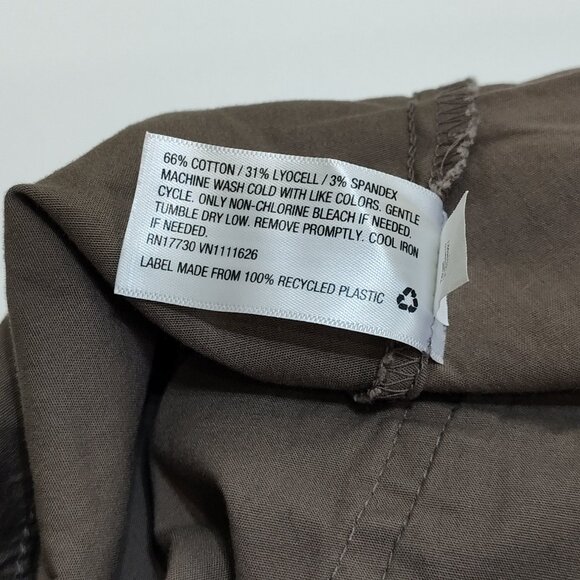 66% COTTON / 31% LYOCELL / 3% SPANDEX
MACHINE WASH COLD WITH LIKE COLORS. GENTLE
CYCLE. ONLY NON-CHLORINE BLEACH IF NEEDED.
TUMBLE DRY LOW. REMOVE PROMPTLY. COOL IRON
IF NEEDED.
RN17730 VN1111626
LABEL MADE FROM 100% RECYCLED PLASTIC